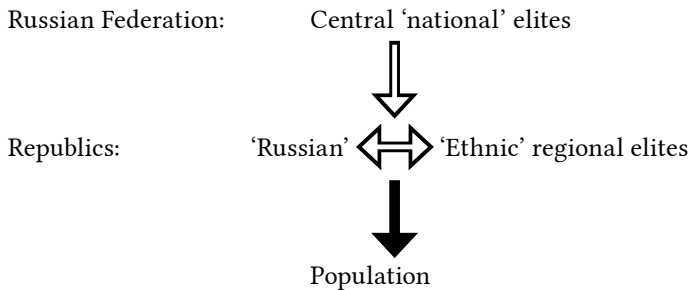 Russian Federation: Central ‘national’ elites
Republics: ‘Russian’ ‘Ethnic’ regional elites
Population